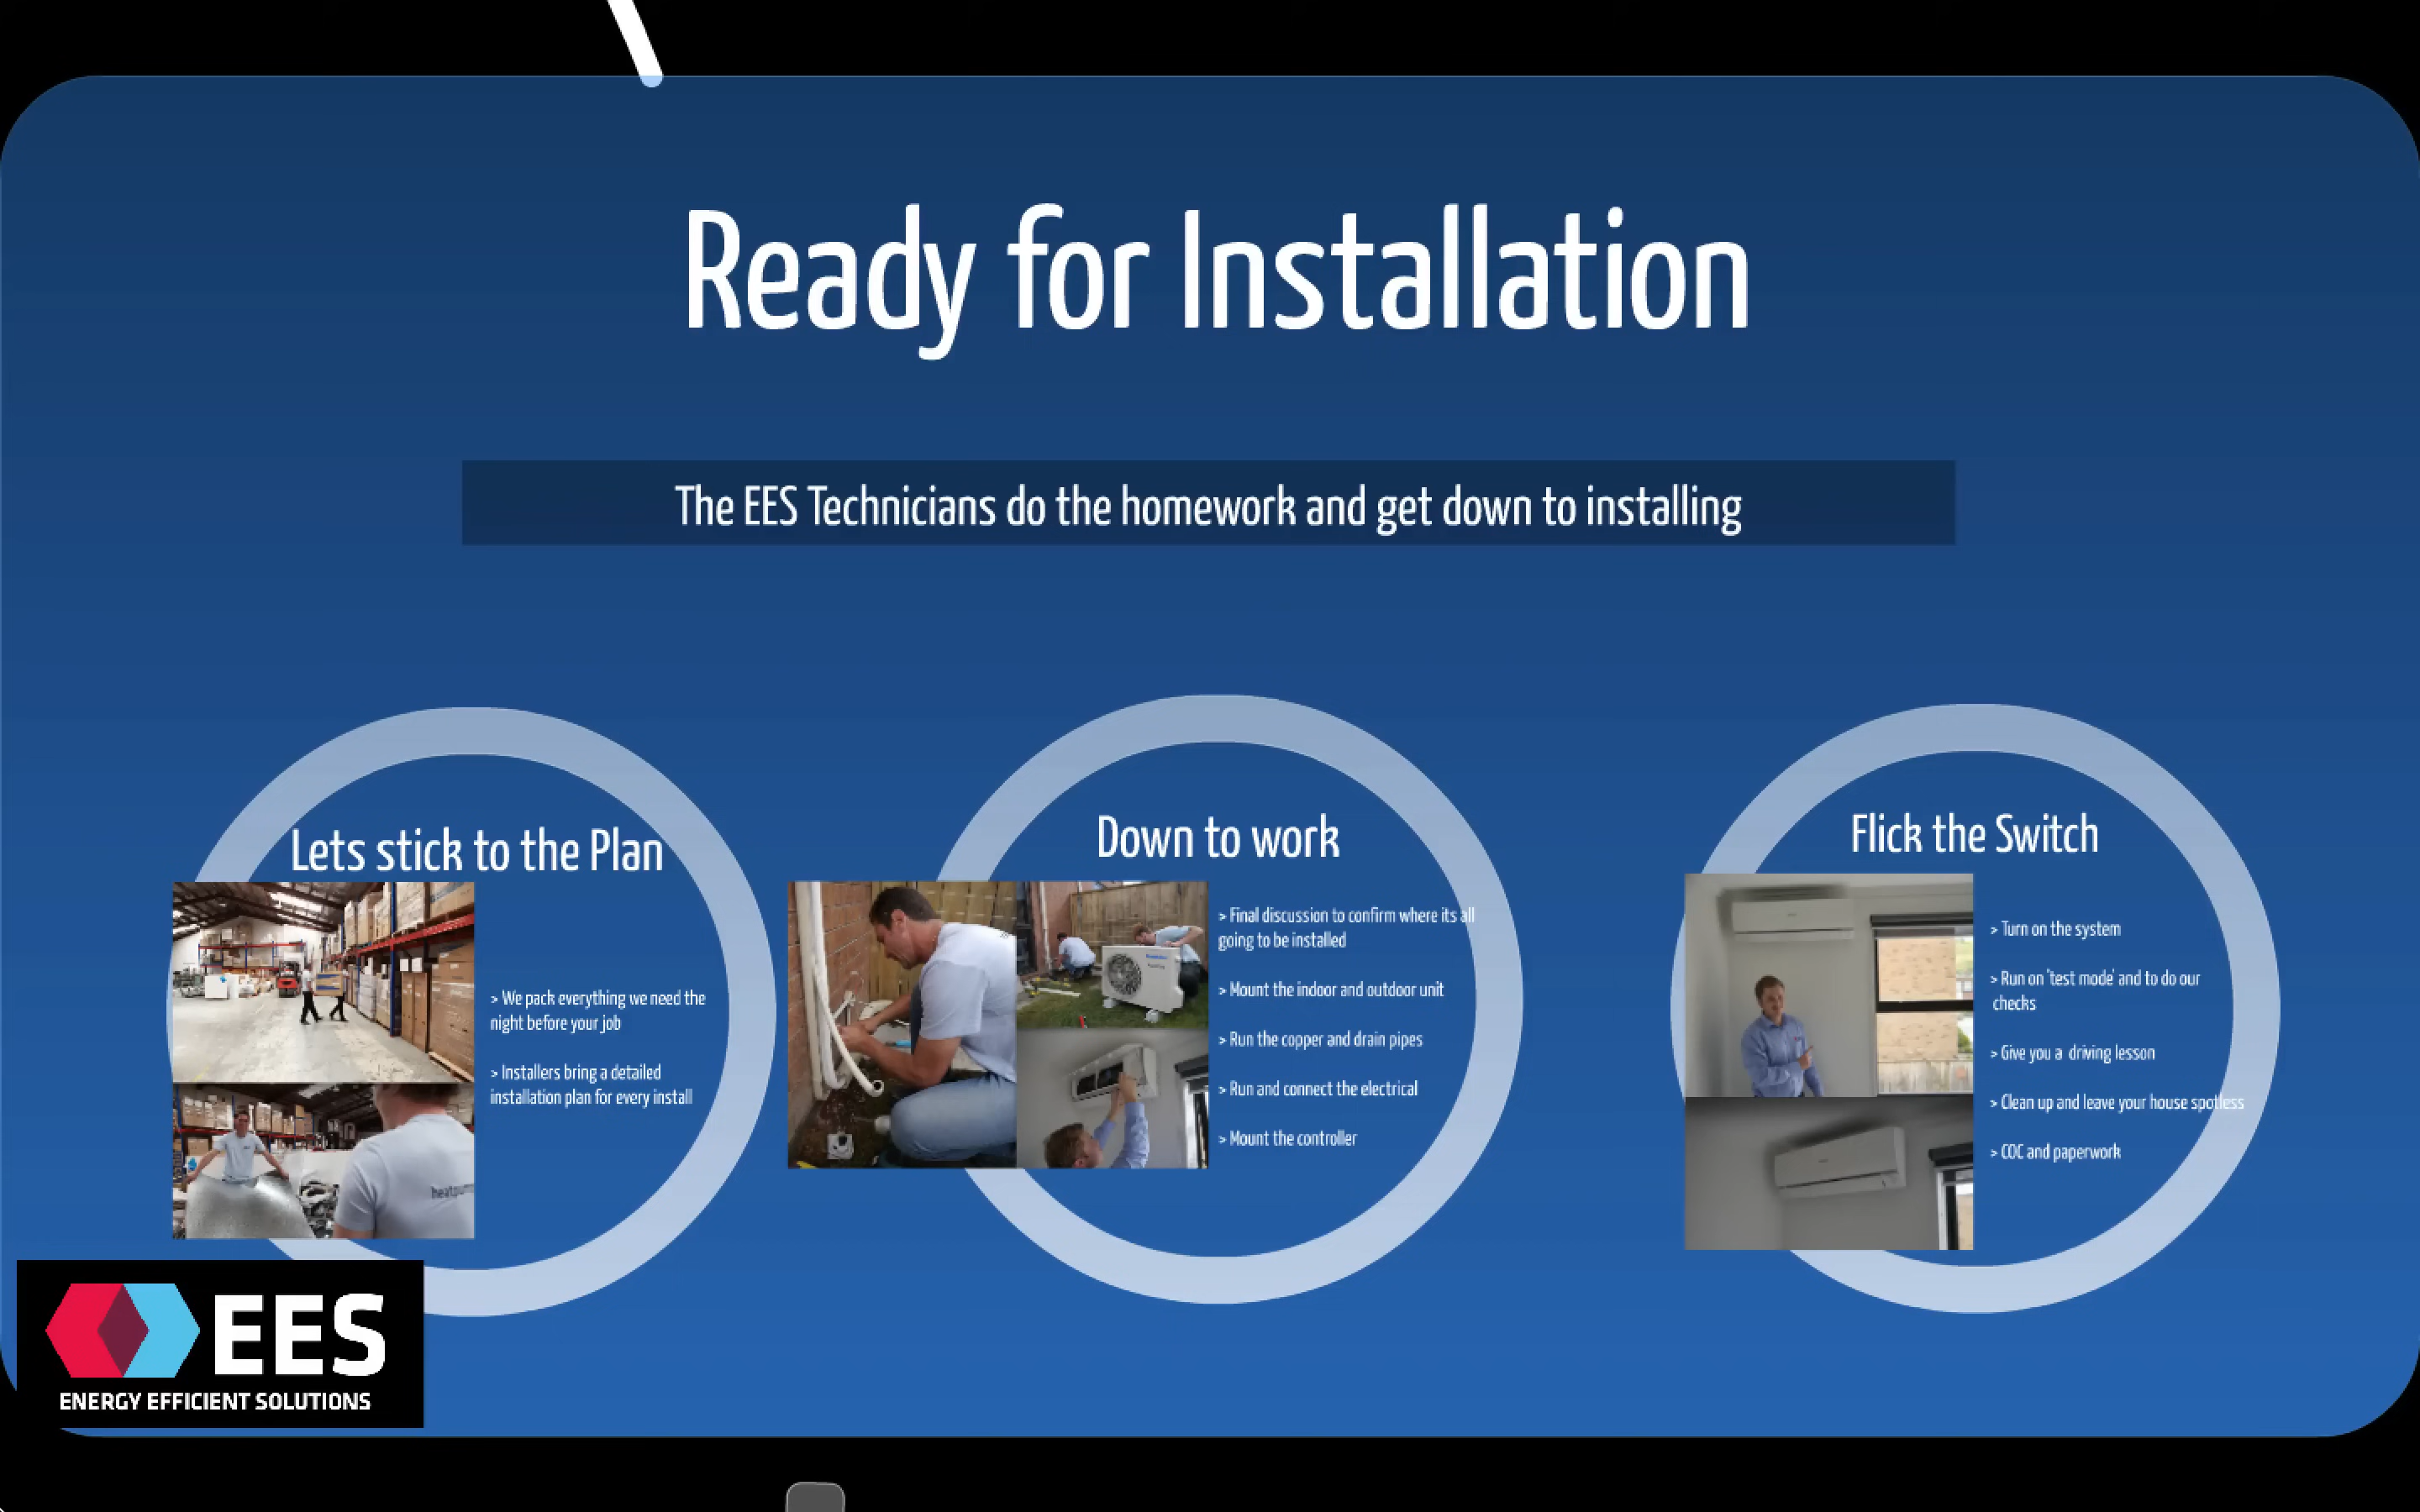 Ready for Installation
The EES Technicians do the homework and get down to installing
Lets stick to the Plan
> We pack everything we need the
night before your job
> Installers bring a detailed
installation plan for every install
Down to work
> Final discussion to confirm where its all
going to be installed
> Mount the indoor and outdoor unit
> Run the copper and drain pipes
> Run and connect the electrical
> Mount the controller
Flick the Switch
> Turn on the system
> Run on 'test mode' and to do our
checks
> Give you a driving lesson
> Clean up and leave your house spotless
> COC and paperwork
EES
ENERGY EFFICIENT SOLUTIONS